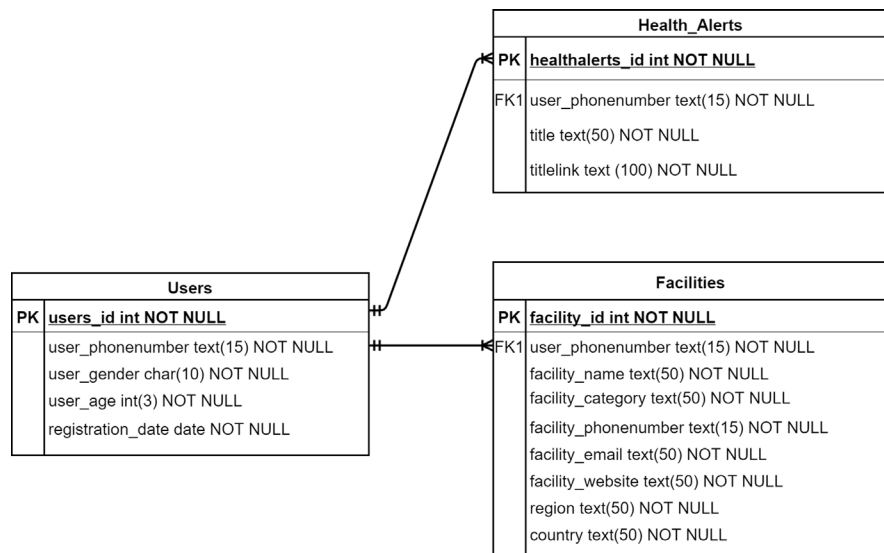 Health_Alerts
PK healthalerts_id int NOT NULL
FK1 user_phonenumber text(15) NOT NULL
title text(50) NOT NULL
titlelink text (100) NOT NULL
Users
PK users_id int NOT NULL
user_phonenumber text(15) NOT NULL
user_gender char(10) NOT NULL
user_age int(3) NOT NULL
registration_date date NOT NULL
Facilities
PK facility_id int NOT NULL
FK1 user_phonenumber text(15) NOT NULL
facility_name text(50) NOT NULL
facility_category text(50) NOT NULL
facility_phonenumber text(15) NOT NULL
facility_email text(50) NOT NULL
facility_website text(50) NOT NULL
region text(50) NOT NULL
country text(50) NOT NULL